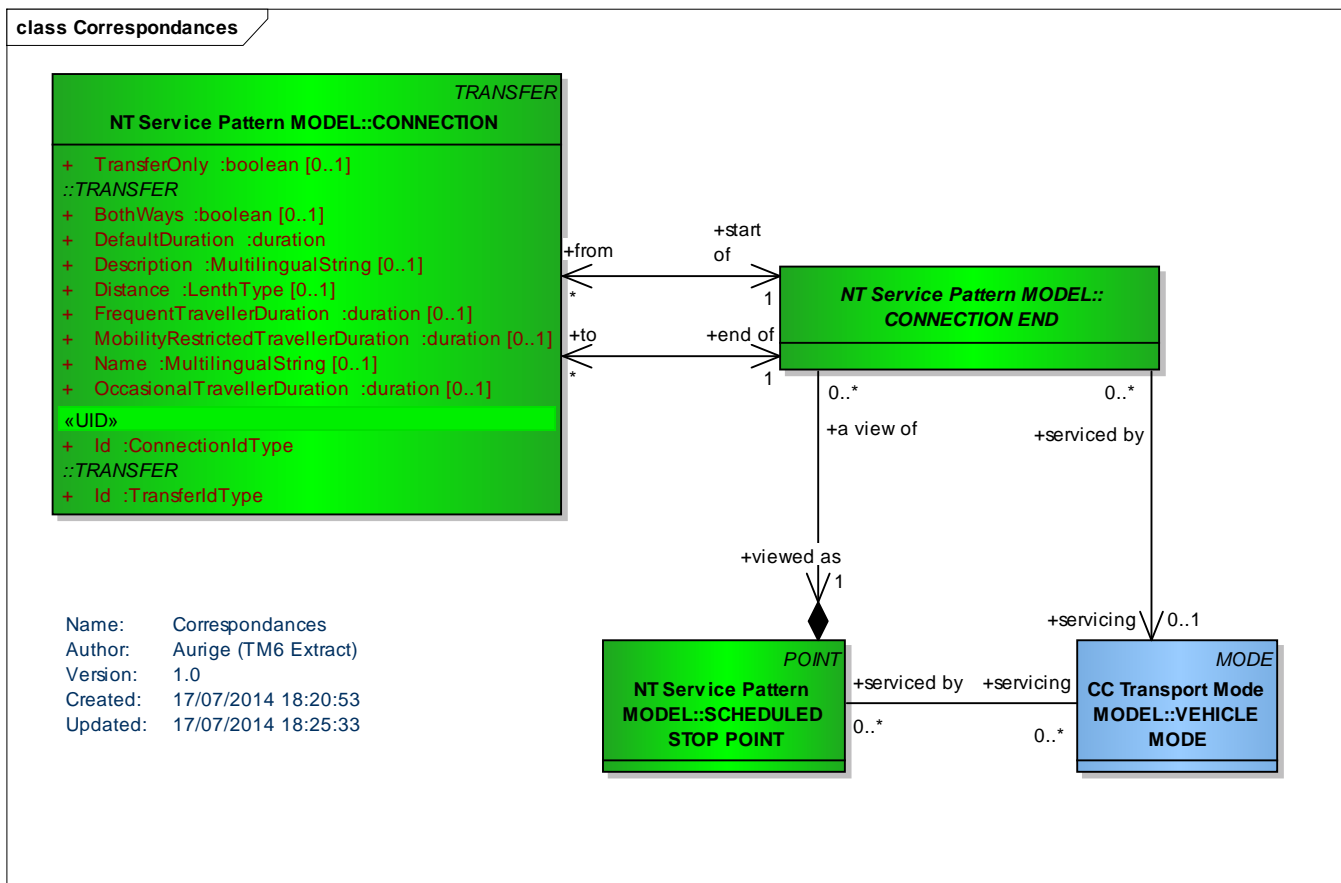 class Correspondances
TRANSFER
NT Service Pattern MODEL::CONNECTION
+ TransferOnly :boolean [0..1]
::TRANSFER
+ BothWays :boolean [0..1]
+ DefaultDuration :duration
+ Description :MultilingualString [0..1]
+ Distance :LenthType [0..1]
+ FrequentTravellerDuration :duration [0..1]
+ MobilityRestrictedTravellerDuration :duration [0..1]
+ Name :MultilingualString [0..1]
+ OccasionalTravellerDuration :duration [0..1]
«UID»
+ Id :ConnectionIdType
::TRANSFER
+ Id :TransferIdType
+from
*
+start
of
1
+to
*
+end of
1
NT Service Pattern MODEL::
CONNECTION END
0..*
+a view of
0..*
+serviced by
+viewed as
1
+servicing
0..1
POINT
NT Service Pattern
MODEL::SCHEDULED
STOP POINT
+serviced by
0..*
+servicing
0..*
MODE
CC Transport Mode
MODEL::VEHICLE
MODE
Name: Correspondances
Author: Aurige (TM6 Extract)
Version: 1.0
Created: 17/07/2014 18:20:53
Updated: 17/07/2014 18:25:33